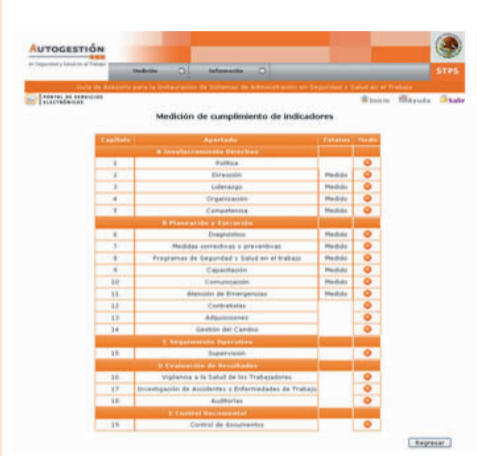 AUTOGESTIÓN
en Seguridad y Salud en el Trabajo
Medición Información
STPS
Guía de Asesoría para la Instauración de Sistemas de Administración en Seguridad y Salud en el Trabajo
PORTAL DE SERVICIOS ELECTRÓNICOS
Inicio Ayuda Salir
Medición de cumplimiento de indicadores
Capítulo Apartado Estatus Medir
A Involucramiento Directivo
1 Política
2 Dirección Medido
3 Liderazgo Medido
4 Organización Medido
5 Competencia Medido
B Planeación y Ejecución
6 Diagnóstico Medido
7 Medidas correctivas y preventivas Medido
8 Programas de Seguridad y Salud en el trabajo Medido
9 Capacitación Medido
10 Comunicación Medido
11 Atención de Emergencias Medido
12 Contratistas
13 Adquisiciones
14 Gestión del Cambio
C Seguimiento Operativo
15 Supervisión
D Evaluación de Resultados
16 Vigilancia a la Salud de los Trabajadores
17 Investigación de Accidentes y Enfermedades de Trabajo
18 Auditorías
E Control Documental
19 Control de documentos
Regresar